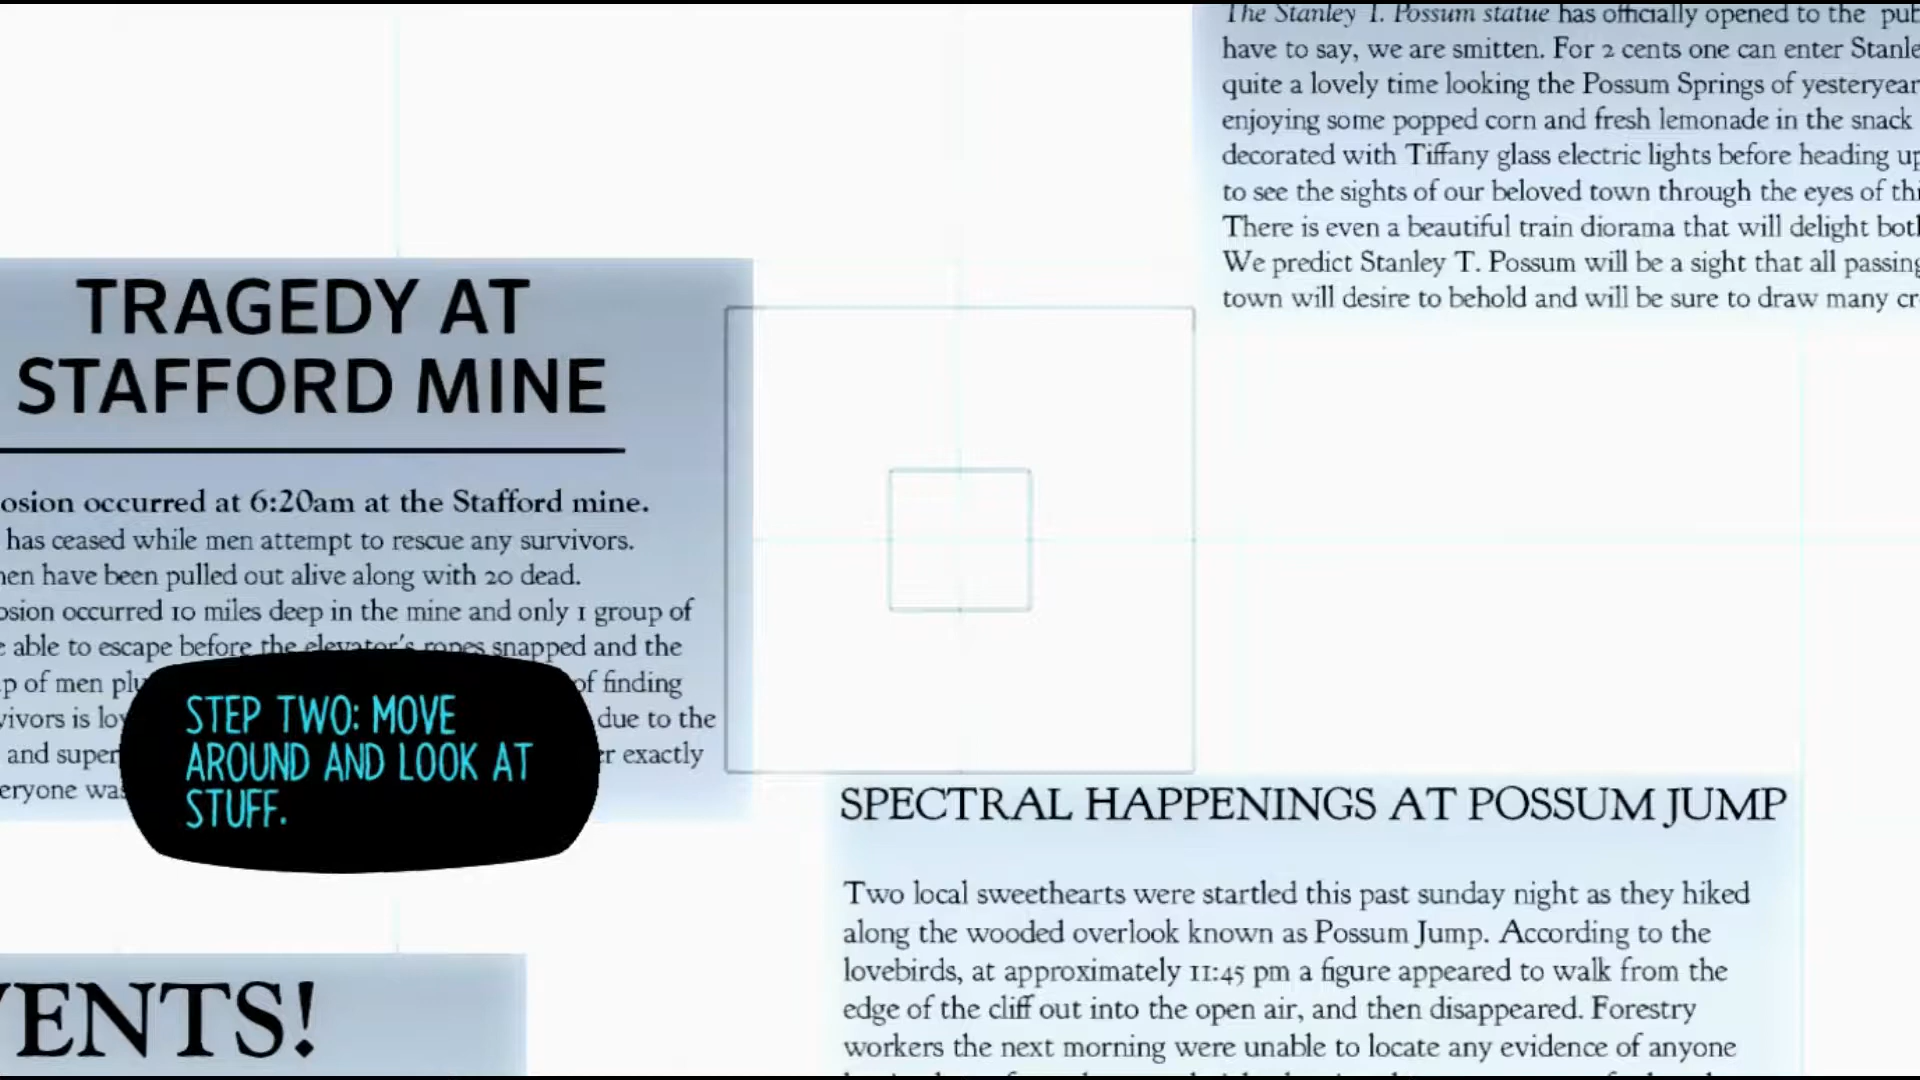 The Stanley T. Possum statue has officially opened to the
have to say, we are smitten. For 2 cents one can enter
quite a lovely time looking the Possum Springs of yesteryear
enjoying some popped corn and fresh lemonade in the snack
decorated with Tiffany glass electric lights before heading
to see the sights of our beloved town through the eyes of
There is even a beautiful train diorama that will delight
We predict Stanley T. Possum will be a sight that all
town will desire to behold and will be sure to draw many
TRAGEDY AT
STAFFORD MINE
occurred at 6:20am at the Stafford mine.
has ceased while men attempt to rescue any survivors.
have been pulled out alive along with 20 dead.
occurred 10 miles deep in the mine and only 1 group of
able to escape before the elevator's ropes snapped and the
of men of finding
is due to the
and exactly
STEP TWO: MOVE
AROUND AND LOOK AT
STUFF.
VENTS!
SPECTRAL HAPPENINGS AT POSSUM JUMP
Two local sweethearts were startled this past sunday night as they hiked
along the wooded overlook known as Possum Jump. According to the
lovebirds, at approximately 11:45 pm a figure appeared to walk from the
edge of the cliff out into the open air, and then disappeared. Forestry
workers the next morning were unable to locate any evidence of anyone